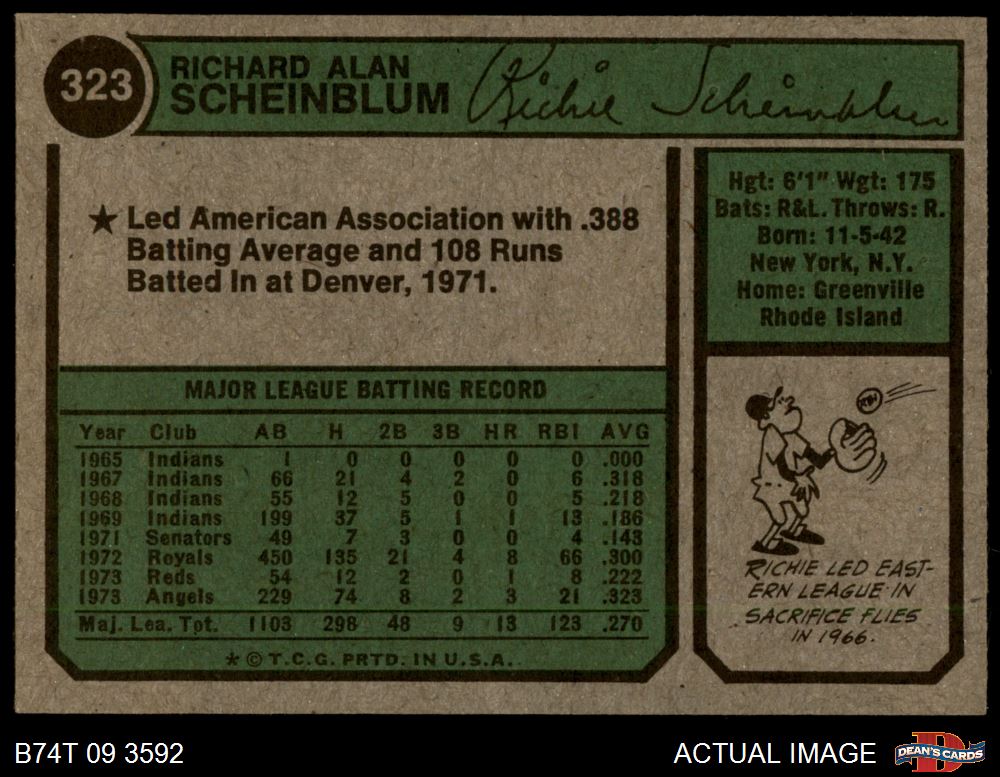 323
RICHARD ALAN
SCHEINBLUM
Richie Scheinblum
★ Led American Association with .388
Batting Average and 108 Runs
Batted In at Denver, 1971.
Hgt: 6'1" Wgt: 175
Bats: R&L. Throws: R.
Born: 11-5-42
New York, N.Y.
Home: Greenville
Rhode Island
MAJOR LEAGUE BATTING RECORD
Year Club AB H 2B 3B HR RBI AVG
1965 Indians 1 0 0 0 0 0 .000
1967 Indians 66 21 4 2 0 6 .318
1968 Indians 55 12 5 0 0 5 .218
1969 Indians 199 37 5 1 1 13 .186
1971 Senators 49 7 3 0 0 4 .143
1972 Royals 450 135 21 4 8 66 .300
1973 Reds 54 12 2 0 1 8 .222
1973 Angels 229 74 8 2 3 21 .323
Maj. Lea. Tot. 1103 298 48 9 13 123 .270
* © T.C.G. PRTD. IN U.S.A.
RICHIE LED EAST-
ERN LEAGUE IN
SACRIFICE FLIES
IN 1966.
B74T 09 3592
ACTUAL IMAGE
D
DEAN'S CARDS